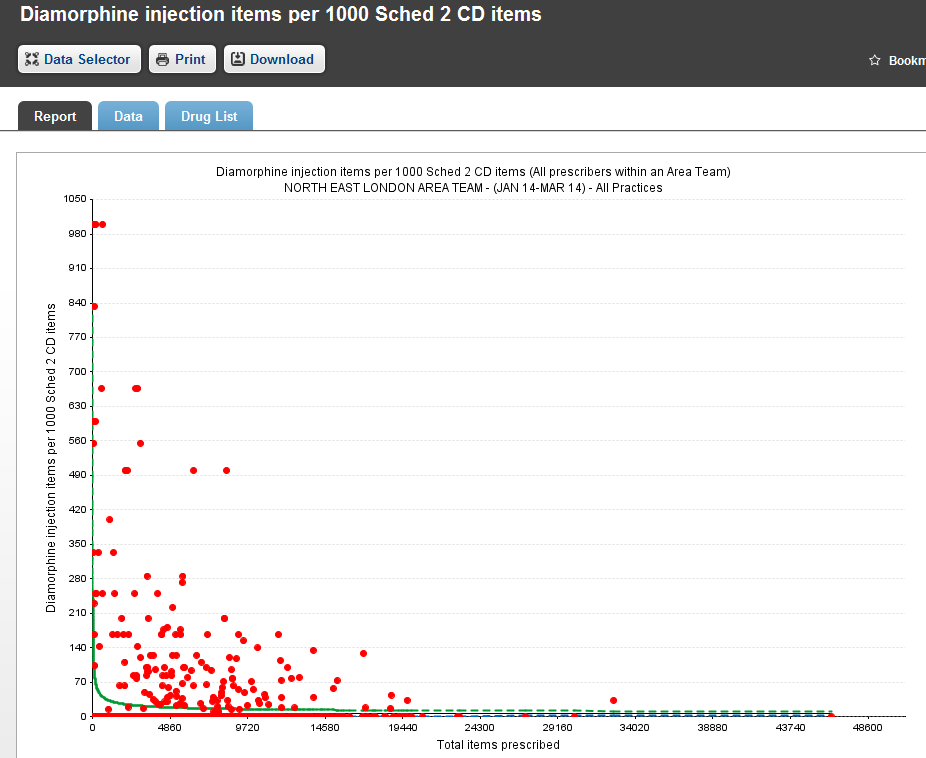 Diamorphine injection items per 1000 Sched 2 CD items
Data Selector Print Download
Bookm
Report Data Drug List
Diamorphine injection items per 1000 Sched 2 CD items (All prescribers within an Area Team)
NORTH EAST LONDON AREA TEAM - (JAN 14-MAR 14) - All Practices
1050
980
910
840
770
700
630
560
490
420
350
280
210
140
70
0
Diamorphine injection items per 1000 Sched 2 CD items
0 4860 9720 14580 19440 24300 29160 34020 38880 43740 48600
Total items prescribed